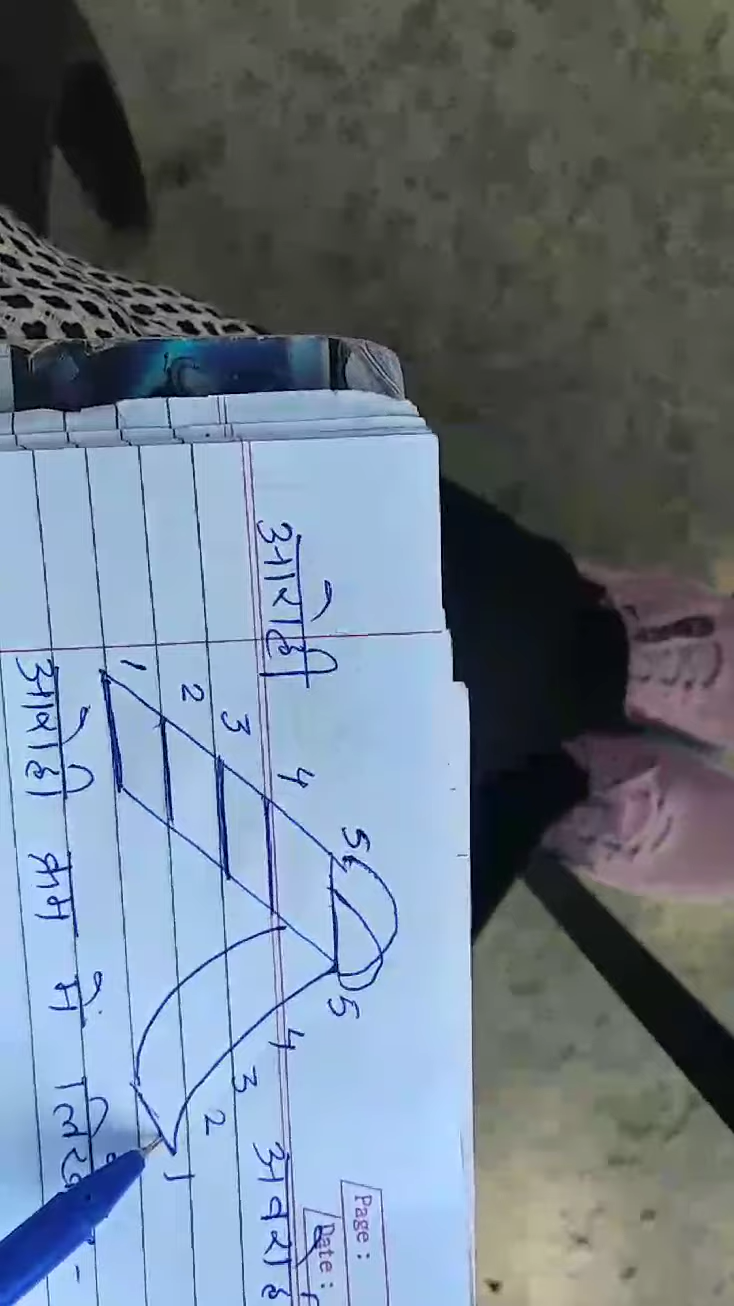 Page :
Date :
आरोही
अवरोह
5 5
4 4
3 3
2 2
1 1
आरोही क्रम में लिख